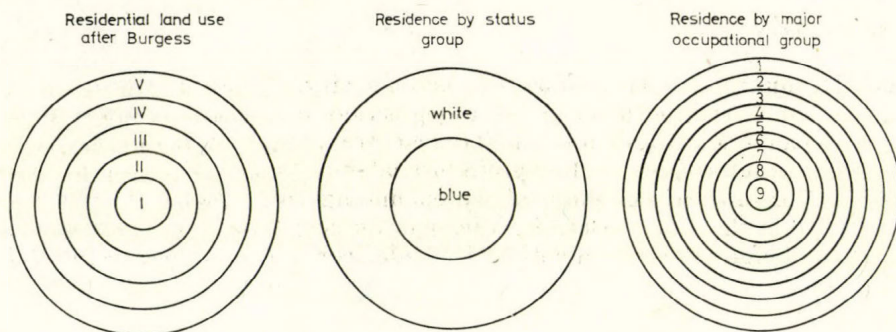 Residential land use
after Burgess
V
IV
III
II
I
Residence by status
group
white
blue
Residence by major
occupational group
1
2
3
4
5
6
7
8
9